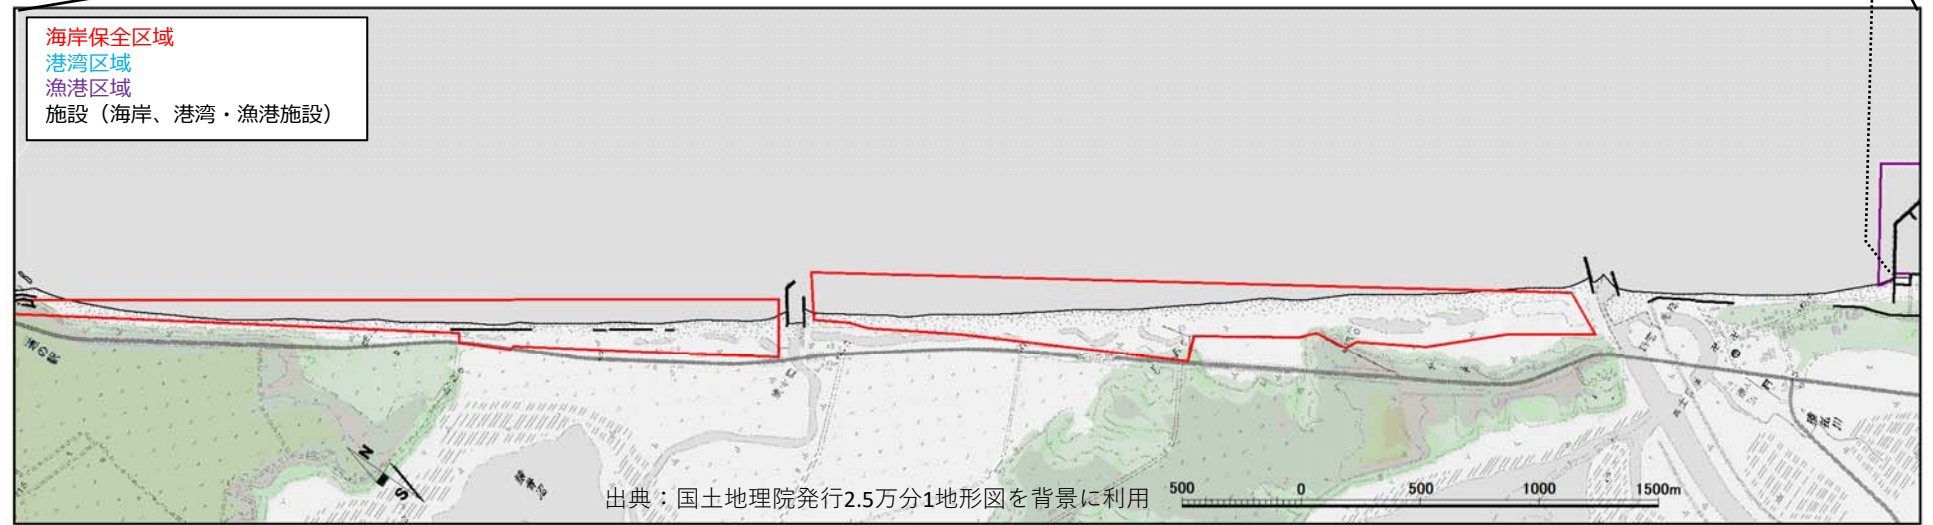 海岸保全区域
港湾区域
漁港区域
施設（海岸、港湾・漁港施設）
N
S
出典：国土地理院発行2.5万分1地形図を背景に利用
500 0 500 1000 1500m